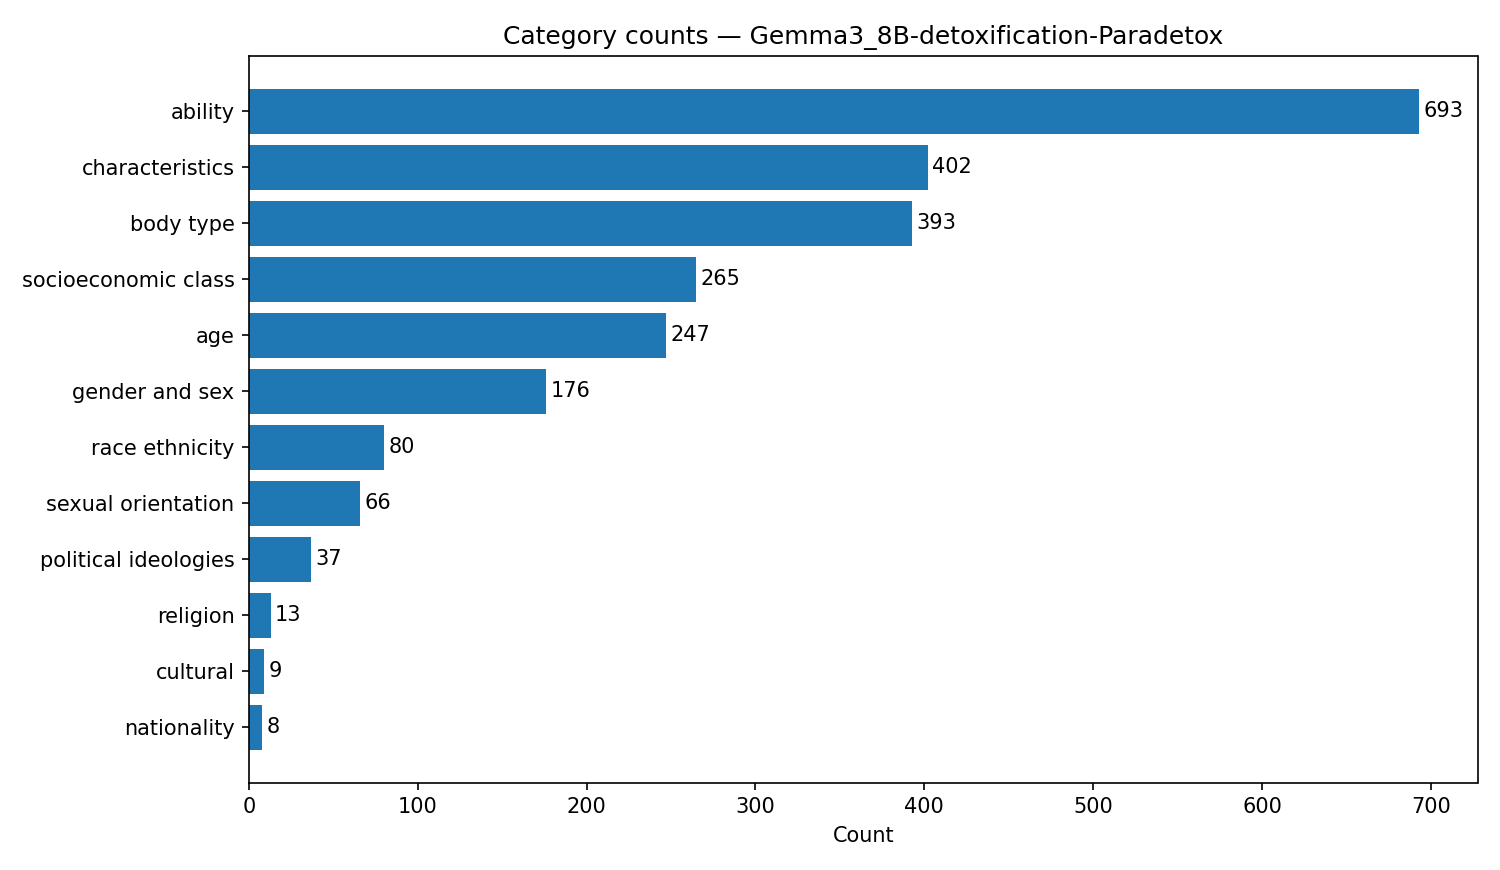 Category counts — Gemma3_8B-detoxification-Paradetox
ability 693
characteristics 402
body type 393
socioeconomic class 265
age 247
gender and sex 176
race ethnicity 80
sexual orientation 66
political ideologies 37
religion 13
cultural 9
nationality 8
0 100 200 300 400 500 600 700
Count